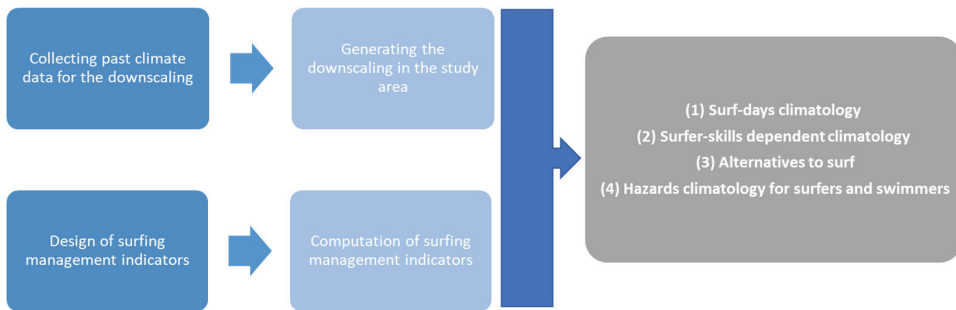 Collecting past climate
data for the downscaling
Generating the
downscaling in the study
area
(1) Surf-days climatology
(2) Surfer-skills dependent climatology
(3) Alternatives to surf
(4) Hazards climatology for surfers and swimmers
Design of surfing
management indicators
Computation of surfing
management indicators